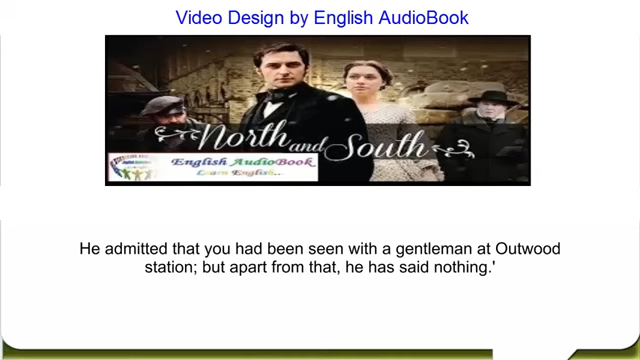 Video Design by English AudioBook
North and South
English AudioBook
Learn English...
He admitted that you had been seen with a gentleman at Outwood
station; but apart from that, he has said nothing.'